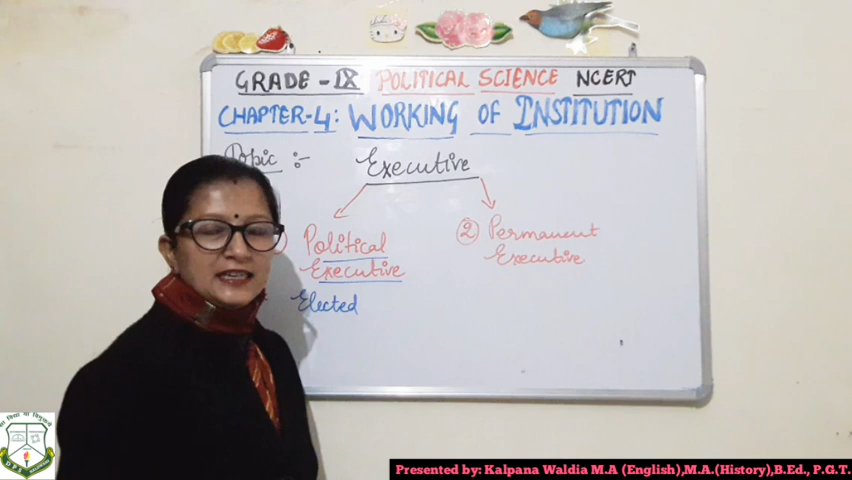 GRADE-IX POLITICAL SCIENCE NCERT
CHAPTER-4: WORKING OF INSTITUTION
Topic :- Executive
Political
Executive
Elected
② Permanent
Executive
Presented by: Kalpana Waldia M.A (English),M.A.(History),B.Ed., P.G.T.